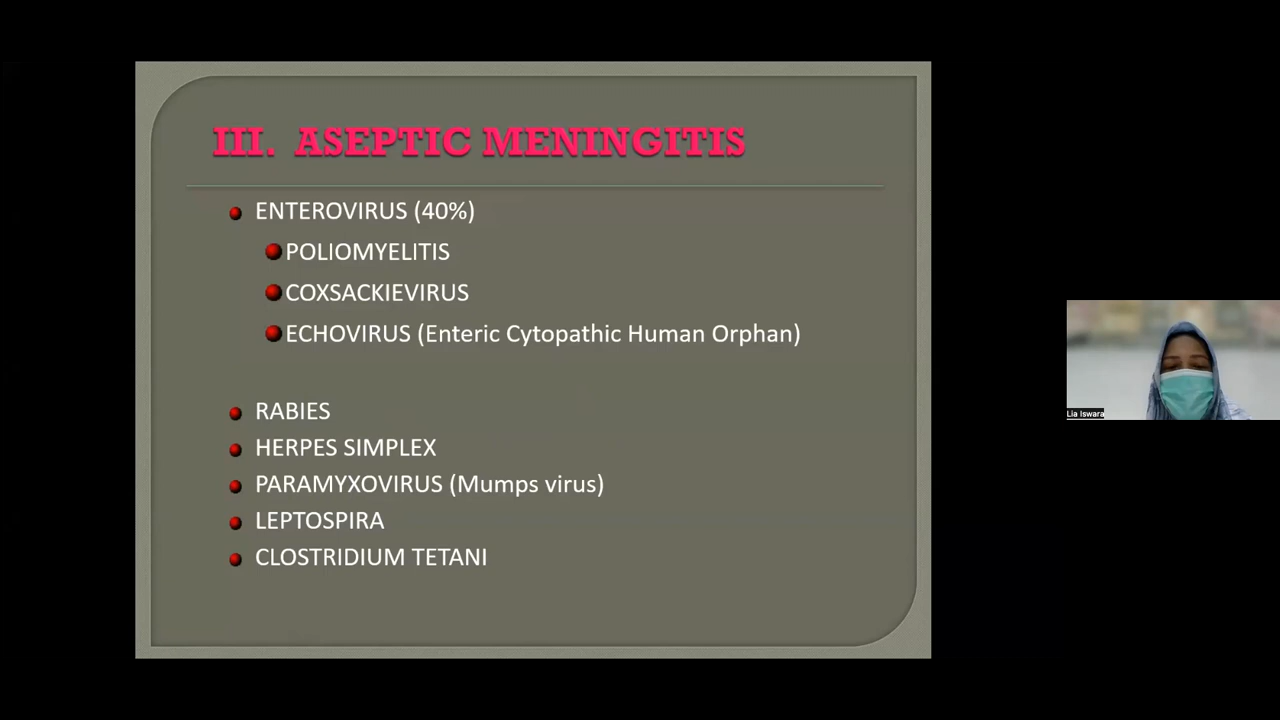 III. ASEPTIC MENINGITIS
ENTEROVIRUS (40%)
POLIOMYELITIS
COXSACKIEVIRUS
ECHOVIRUS (Enteric Cytopathic Human Orphan)
RABIES
HERPES SIMPLEX
PARAMYXOVIRUS (Mumps virus)
LEPTOSPIRA
CLOSTRIDIUM TETANI
Lia Iswara